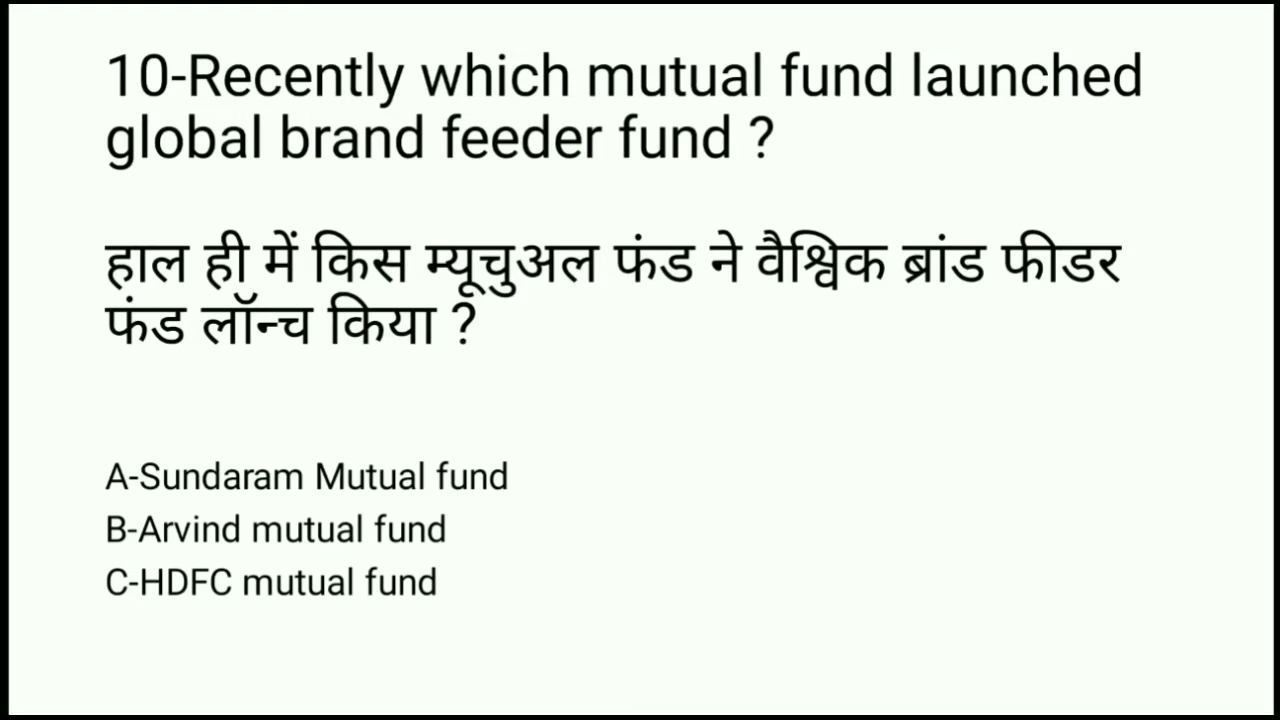 10-Recently which mutual fund launched
global brand feeder fund ?
हाल ही में किस म्यूचुअल फंड ने वैश्विक ब्रांड फीडर
फंड लॉन्च किया ?
A-Sundaram Mutual fund
B-Arvind mutual fund
C-HDFC mutual fund